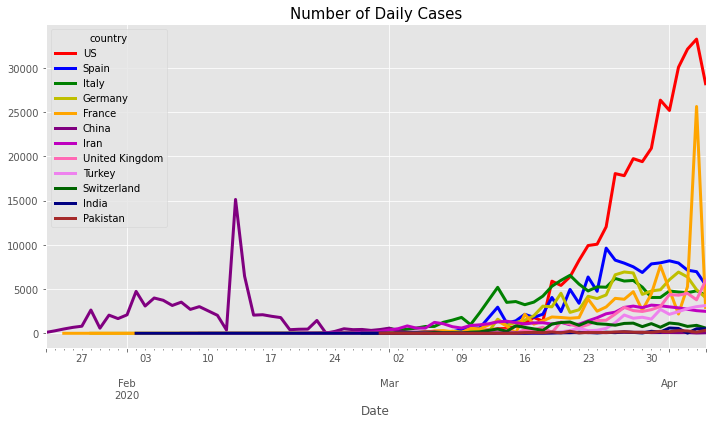 Number of Daily Cases
country
US
Spain
Italy
Germany
France
China
Iran
United Kingdom
Turkey
Switzerland
India
Pakistan
30000
25000
20000
15000
10000
5000
0
27 03 10 17 24 02 09 16 23 30
Feb Mar Apr
2020
Date